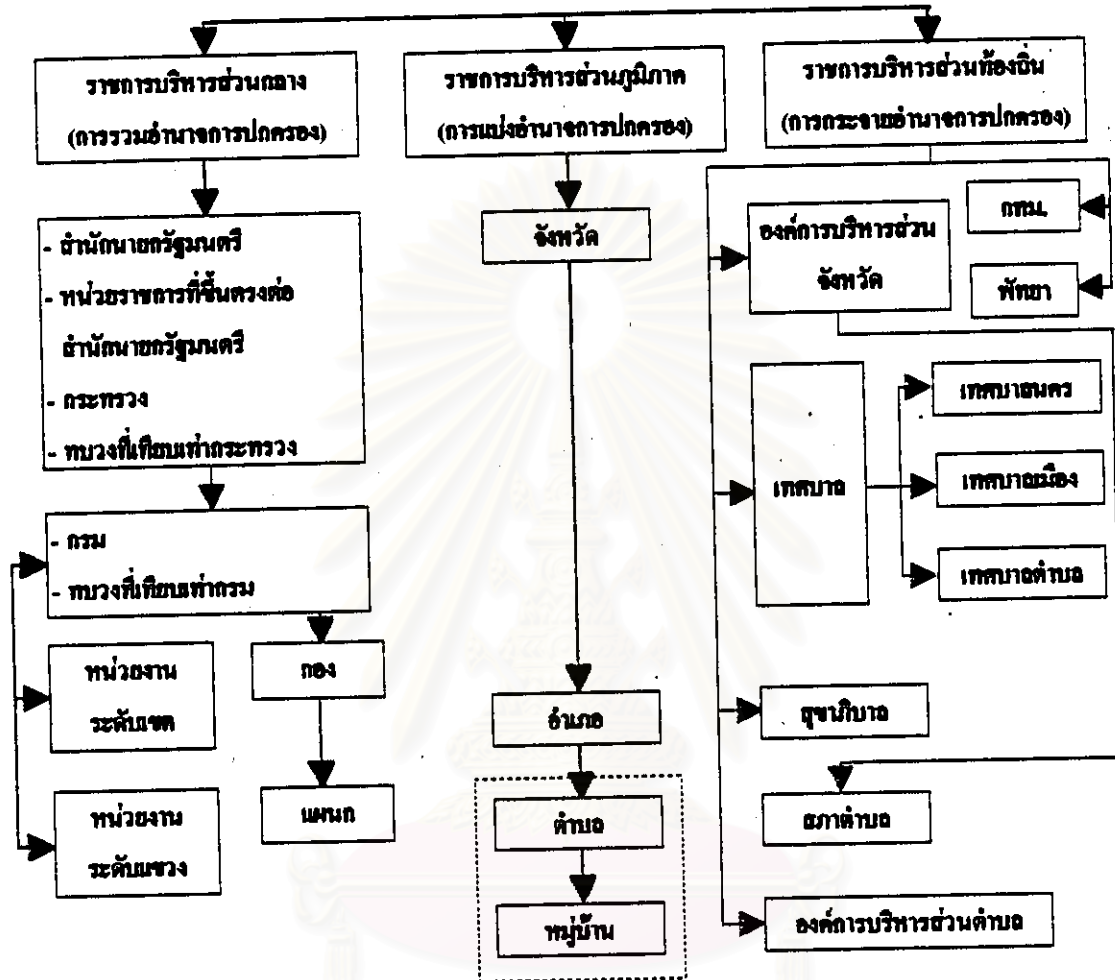 ราชการบริหารส่วนกลาง
(การรวมอำนาจการปกครอง)
- สำนักนายกรัฐมนตรี
- หน่วยราชการที่ขึ้นตรงต่อ
สำนักนายกรัฐมนตรี
- กระทรวง
- ทบวงที่เทียบเท่ากระทรวง
- กรม
- ทบวงที่เทียบเท่ากรม
หน่วยงาน
ระดับเขต
หน่วยงาน
ระดับแขวง
กอง
แผนก
ราชการบริหารส่วนภูมิภาค
(การแบ่งอำนาจการปกครอง)
จังหวัด
อำเภอ
ตำบล
หมู่บ้าน
ราชการบริหารส่วนท้องถิ่น
(การกระจายอำนาจการปกครอง)
กทม.
พัทยา
องค์การบริหารส่วน
จังหวัด
เทศบาล
เทศบาลนคร
เทศบาลเมือง
เทศบาลตำบล
สุขาภิบาล
สภาตำบล
องค์การบริหารส่วนตำบล